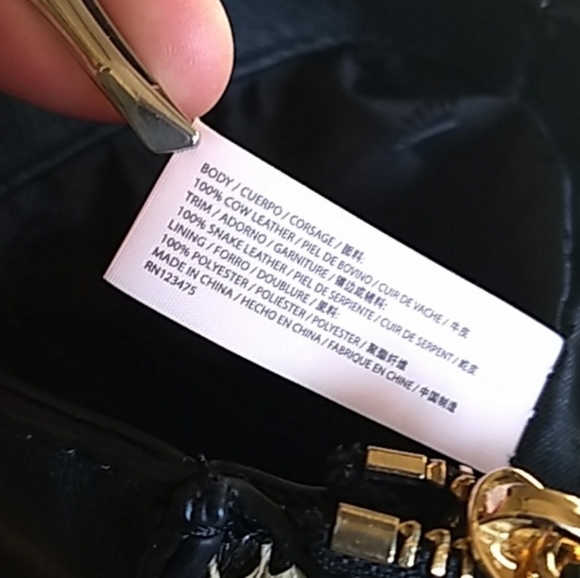 BODY / CUERPO / CORSAGE / 面料:
100% COW LEATHER / PIEL DE BOVINO / CUIR DE VACHE / 牛皮
TRIM / ADORNO / GARNITURE / 镶边或辅料:
100% SNAKE LEATHER / PIEL DE SERPIENTE / CUIR DE SERPENT / 蛇皮
LINING / FORRO / DOUBLURE / 里料:
100% POLYESTER / POLIÉSTER / POLYESTER / 聚酯纤维
MADE IN CHINA / HECHO EN CHINA / FABRIQUE EN CHINE / 中国制造
RN123475